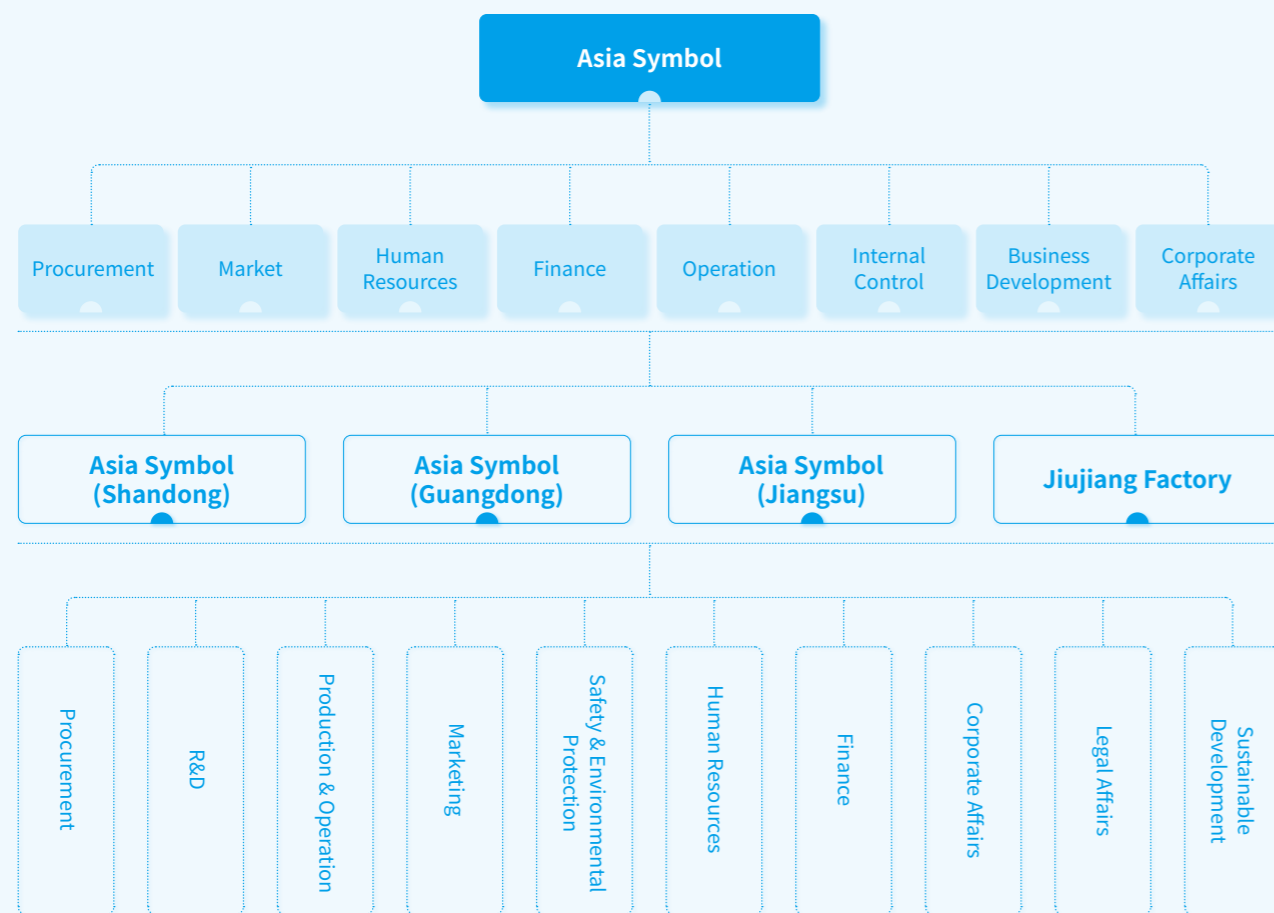 Asia Symbol
Procurement
Market
Human
Resources
Finance
Operation
Internal
Control
Business
Development
Corporate
Affairs
Asia Symbol
(Shandong)
Asia Symbol
(Guangdong)
Asia Symbol
(Jiangsu)
Jiujiang Factory
Procurement
R&D
Production & Operation
Marketing
Safety & Environmental
Protection
Human Resources
Finance
Corporate Affairs
Legal Affairs
Sustainable
Development